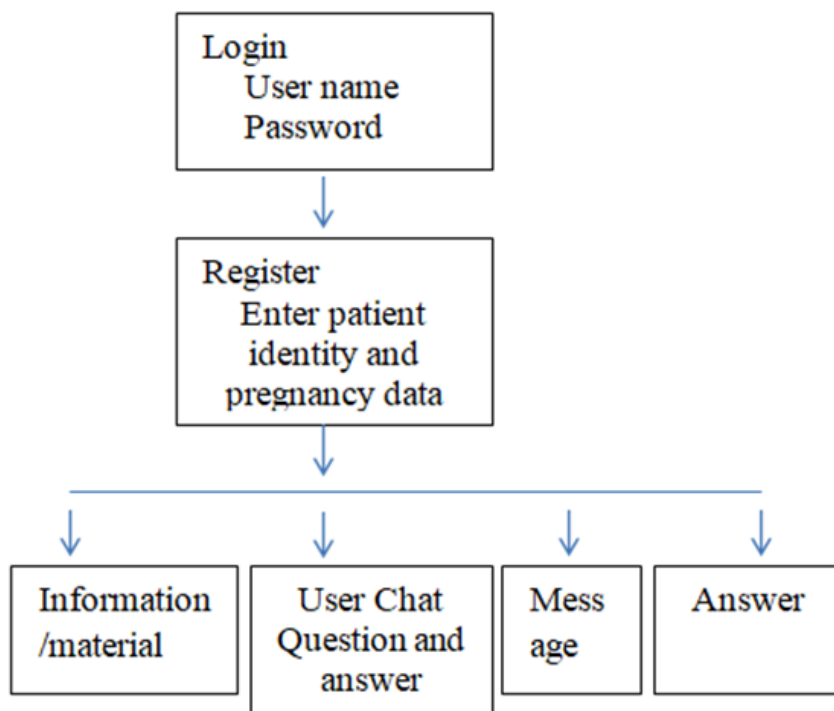 Login
User name
Password
Register
Enter patient
identity and
pregnancy data
Information
/material
User Chat
Question and
answer
Mess
age
Answer